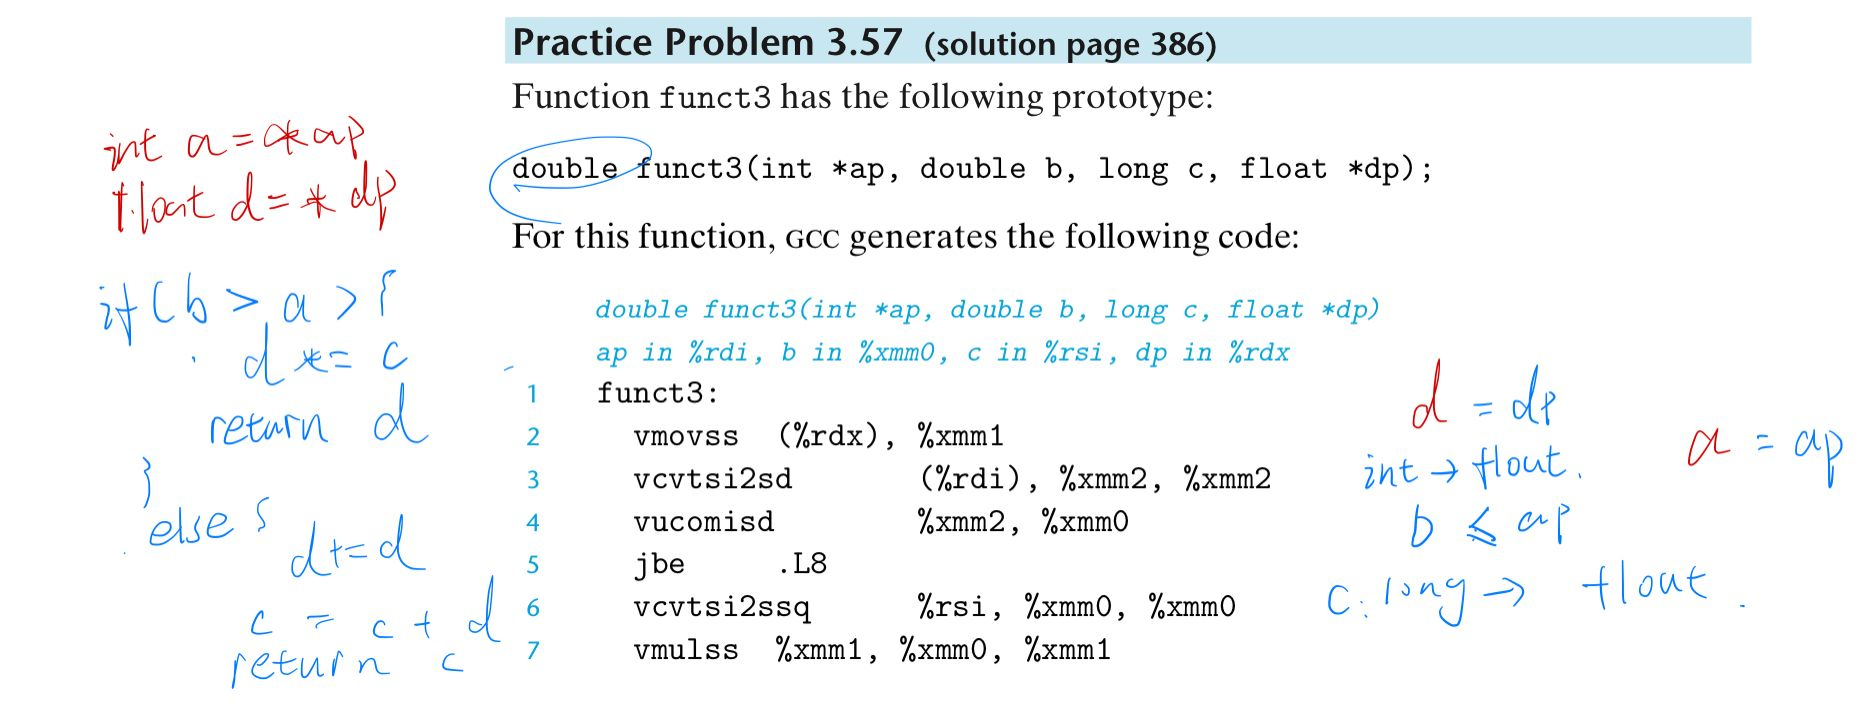 Practice Problem 3.57 (solution page 386)
Function funct3 has the following prototype:
double funct3(int *ap, double b, long c, float *dp);
For this function, GCC generates the following code:
double funct3(int *ap, double b, long c, float *dp)
ap in %rdi, b in %xmm0, c in %rsi, dp in %rdx
1 funct3:
2 vmovss (%rdx), %xmm1
3 vcvtsi2sd (%rdi), %xmm2, %xmm2
4 vucomisd %xmm2, %xmm0
5 jbe .L8
6 vcvtsi2ssq %rsi, %xmm0, %xmm0
7 vmulss %xmm1, %xmm0, %xmm1
int a = *ap
float d = * dp
if (b > a > {
d *= c
return d
}
else {
d += d
c = c + d
return c
d = dp
int → flout.
b ≤ ap
c: long → flout.
a = ap